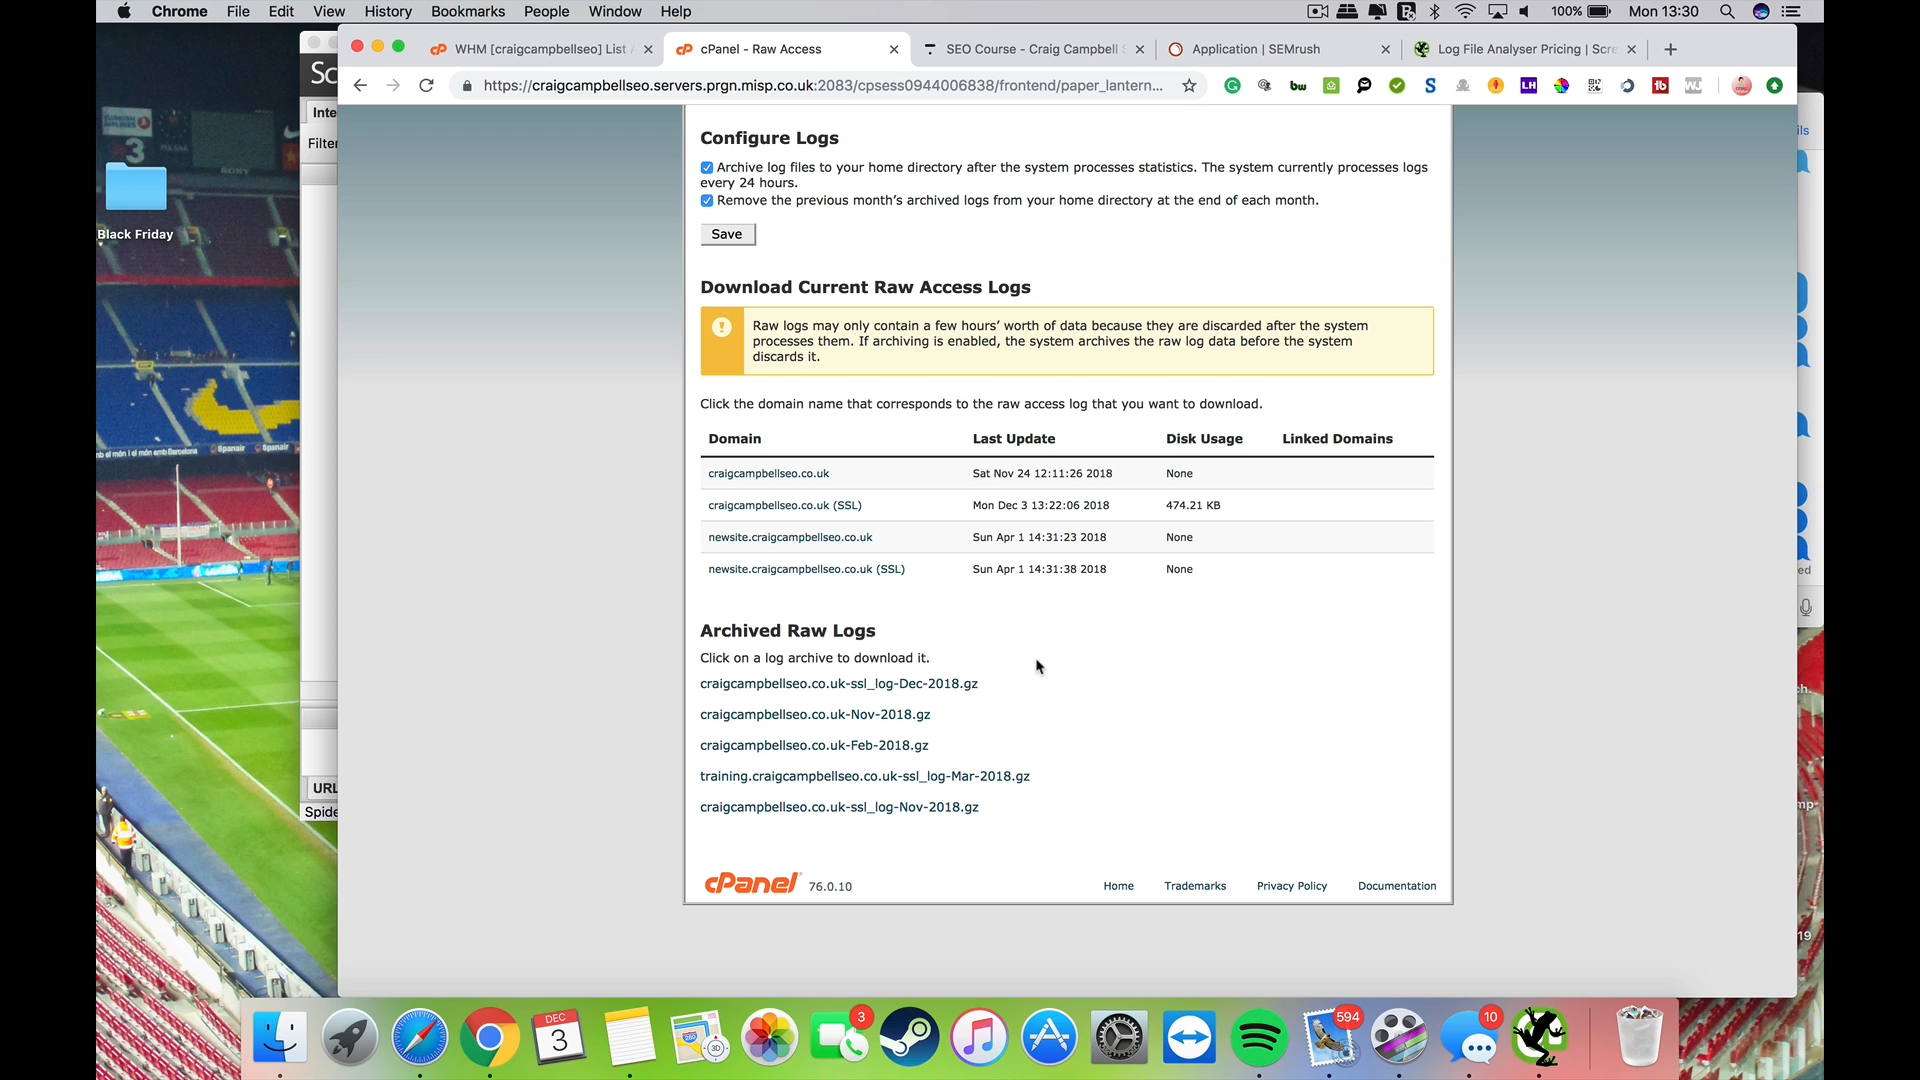 Chrome File Edit View History Bookmarks People Window Help 100% Mon 13:30
WHM [craigcampbellseo] List
cPanel - Raw Access
SEO Course - Craig Campbell
Application | SEMrush
Log File Analyser Pricing | Scre
https://craigcampbellseo.servers.prgn.misp.co.uk:2083/cpsess0944006838/frontend/paper_lantern...
Sc
Inte
Filter
URL
Spide
Black Friday
Configure Logs
Archive log files to your home directory after the system processes statistics. The system currently processes logs
every 24 hours.
Remove the previous month's archived logs from your home directory at the end of each month.
Save
Download Current Raw Access Logs
Raw logs may only contain a few hours' worth of data because they are discarded after the system
processes them. If archiving is enabled, the system archives the raw log data before the system
discards it.
Click the domain name that corresponds to the raw access log that you want to download.
Domain Last Update Disk Usage Linked Domains
craigcampbellseo.co.uk Sat Nov 24 12:11:26 2018 None
craigcampbellseo.co.uk (SSL) Mon Dec 3 13:22:06 2018 474.21 KB
newsite.craigcampbellseo.co.uk Sun Apr 1 14:31:23 2018 None
newsite.craigcampbellseo.co.uk (SSL) Sun Apr 1 14:31:38 2018 None
Archived Raw Logs
Click on a log archive to download it.
craigcampbellseo.co.uk-ssl_log-Dec-2018.gz
craigcampbellseo.co.uk-Nov-2018.gz
craigcampbellseo.co.uk-Feb-2018.gz
training.craigcampbellseo.co.uk-ssl_log-Mar-2018.gz
craigcampbellseo.co.uk-ssl_log-Nov-2018.gz
cPanel 76.0.10 Home Trademarks Privacy Policy Documentation
DEC
3
3
594
10